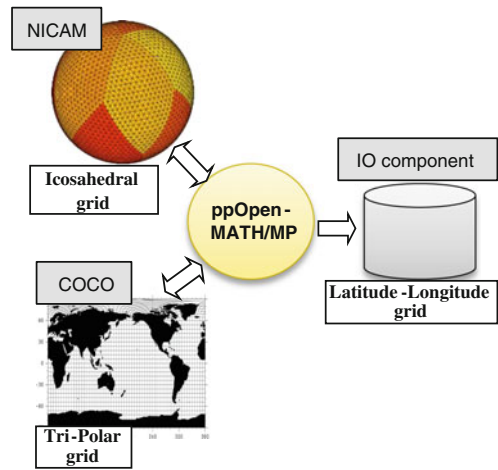 NICAM
Icosahedral
grid
ppOpen-
MATH/MP
IO component
Latitude-Longitude
grid
COCO
Tri-Polar
grid